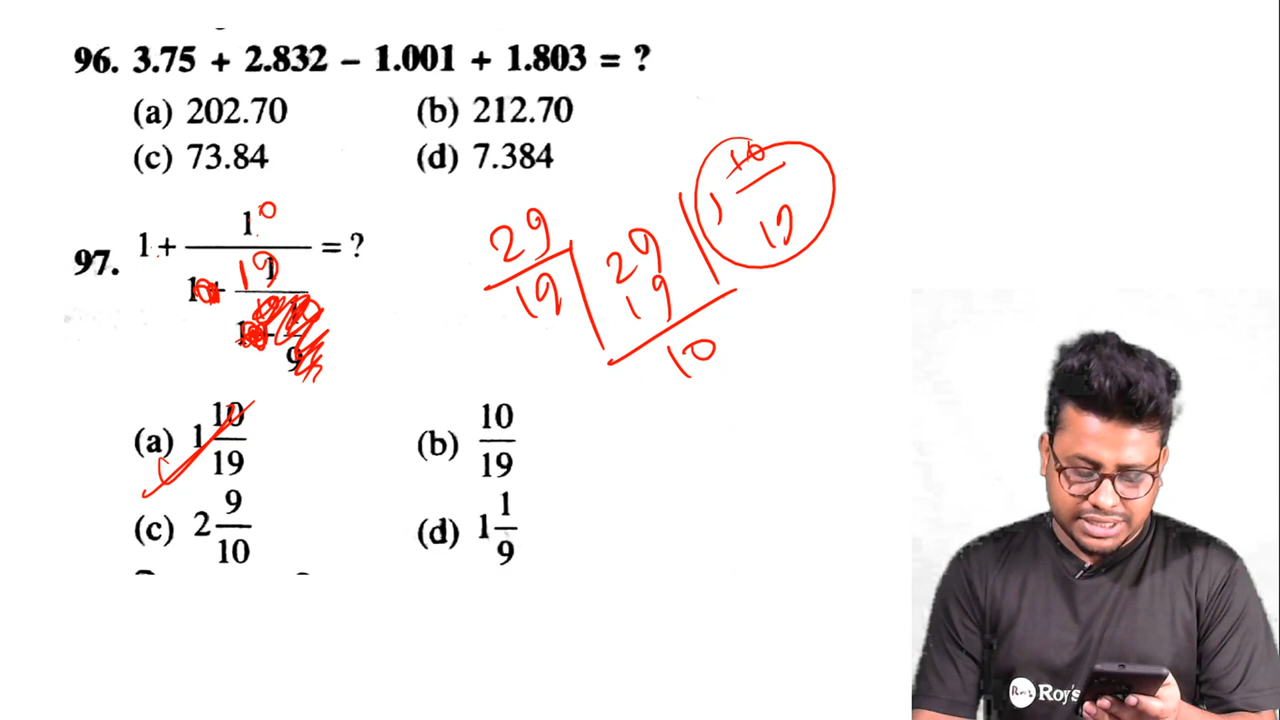 96. 3.75 + 2.832 – 1.001 + 1.803 = ?
(a) 202.70 (b) 212.70
(c) 73.84 (d) 7.384
97. 1 + 1 / 1 + 1 / 1 + 1 / 9 = ?
10
19
29/19
29
19
10
1 10/19
(a) 1 10/19 (b) 10/19
(c) 2 9/10 (d) 1 1/9
Roy's